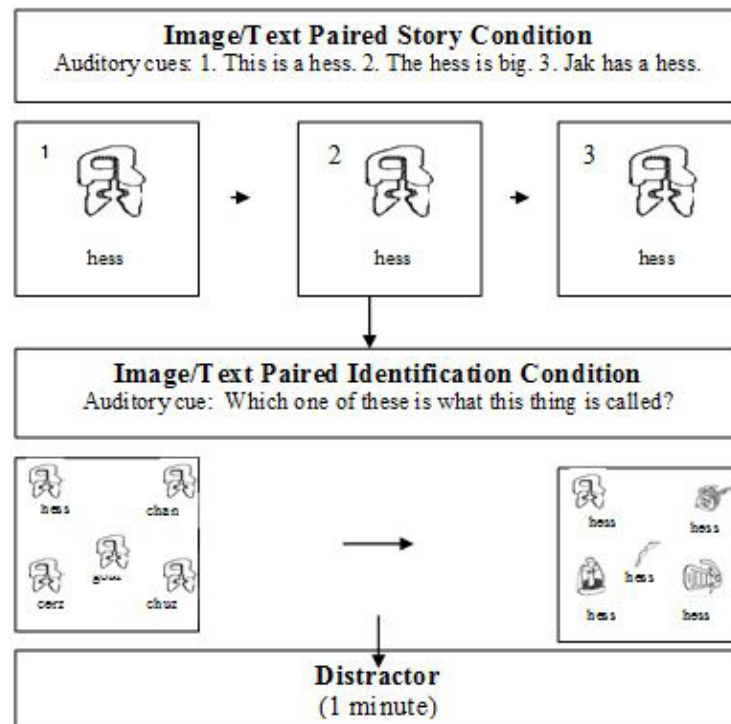 Image/Text Paired Story Condition
Auditory cues: 1. This is a hess. 2. The hess is big. 3. Jak has a hess.
1 2 3
hess hess hess
Image/Text Paired Identification Condition
Auditory cue: Which one of these is what this thing is called?
hess chan
cerz chuz
hess hess
hess
hess hess
Distractor
(1 minute)